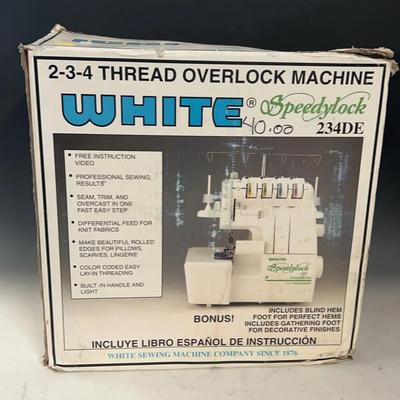 2-3-4 THREAD OVERLOCK MACHINE
WHITE® Speedylock
40.00
234DE
• FREE INSTRUCTION
VIDEO
• PROFESSIONAL SEWING
RESULTS
• SEAM, TRIM, AND
OVERCAST IN ONE
FAST EASY STEP
• DIFFERENTIAL FEED FOR
KNIT FABRICS
• MAKE BEAUTIFUL ROLLED
EDGES FOR PILLOWS,
SCARVES, LINGERIE
• COLOR CODED EASY
LAY-IN THREADING
• BUILT-IN HANDLE AND
LIGHT
WHITE
Speedylock
BONUS!
INCLUDES BLIND HEM
FOOT FOR PERFECT HEMS
INCLUDES GATHERING FOOT
FOR DECORATIVE FINISHES
INCLUYE LIBRO ESPAÑOL DE INSTRUCCIÓN
WHITE SEWING MACHINE COMPANY SINCE 1876